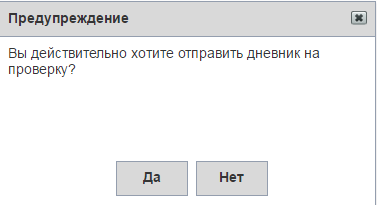 Предупреждение
Вы действительно хотите отправить дневник на
проверку?
Да
Нет